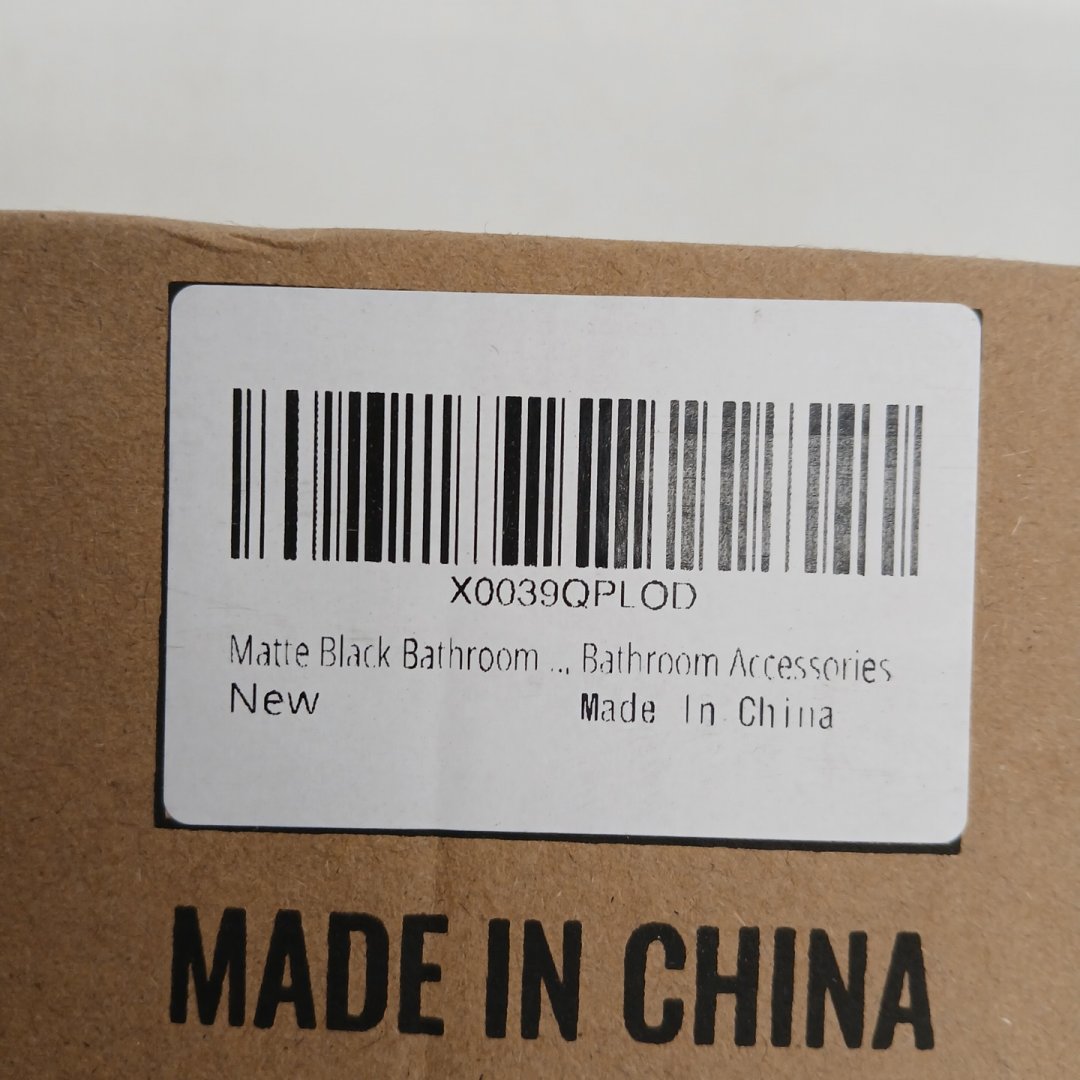 X0039QPLOD
Matte Black Bathroom ... Bathroom Accessories
New Made In China
MADE IN CHINA